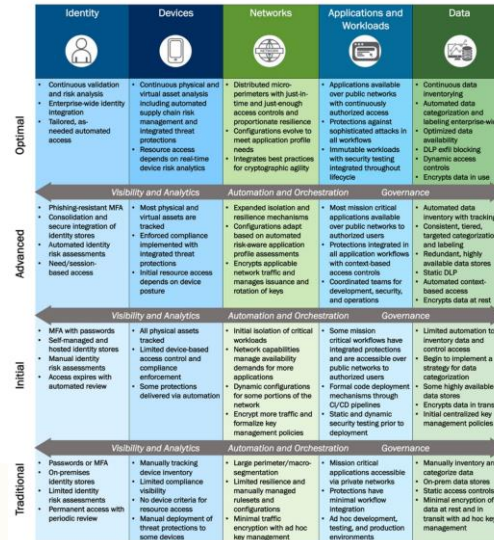 Identity
Devices
Networks
Applications and
Workloads
Data
Optimal
• Continuous validation
and risk analysis
• Enterprise-wide identity
integration
• Tailored, as-
needed automated
access
• Continuous physical and
virtual asset analysis
including automated
supply chain risk
management and
integrated threat
protections
• Resource access
depends on real-time
device risk analytics
• Distributed micro-
perimeters with just-in-
time and just-enough
access controls and
proportionate resilience
• Configurations evolve to
meet application profile
needs
• Integrates best practices for
cryptographic agility
• Applications available
over public networks
with continuously
authorized access
• Protections against
sophisticated attacks in
all workflows
• Immutable workloads
with security testing
integrated throughout
lifecycle
• Continuous data
inventorying
• Automated data
categorization and
labeling enterprise-wi
• Optimized data
availability
• DLP exfil blocking
• Dynamic access
controls
• Encrypts data in use
Visibility and Analytics
Automation and Orchestration
Governance
Advanced
• Phishing-resistant MFA
• Consolidation and
secure integration of
identity stores
• Automated identity
risk assessments
• Need/session-
based access
• Most physical and
virtual assets are
tracked
• Enforced compliance
implemented with
integrated threat
protections
• Initial resource access
depends on device
posture
• Expanded isolation and
resilience mechanisms
• Configurations adapt
based on automated
risk-aware application
profile assessments
• Encrypts applicable
network traffic and
manages issuance and
rotation of keys
• Most mission critical
applications available
over public networks to
authorized users
• Protections integrated in
all application workflows
with context-based
access controls
• Coordinated teams for
development, security,
and operations
• Automated data
inventory with tracking
• Consistent, tiered,
targeted categorization
and labeling
• Redundant, highly
available data stores
• Static DLP
• Automated context-
based access
• Encrypts data at rest
Visibility and Analytics
Automation and Orchestration
Governance
Initial
• MFA with passwords
• Self-managed and
hosted identity stores
• Manual identity
risk assessments
• Access expires with
automated review
• All physical assets
tracked
• Limited device-based
access control and
compliance
enforcement
• Some protections
delivered via automation
• Initial isolation of critical
workloads
• Network capabilities
manage availability
demands for more
applications
• Dynamic configurations
for some portions of the
network
• Encrypt more traffic and
formalize key
management policies
• Some mission
critical workflows have
integrated protections
and are accessible over
public networks to
authorized users
• Formal code deployment
mechanisms through
CI/CD pipelines
• Static and dynamic
security testing prior to
deployment
• Limited automation to
inventory data and
control access
• Begin to implement a
strategy for data
categorization
• Some highly available
data stores
• Encrypts data in trans
• Initial centralized key
management policies
Visibility and Analytics
Automation and Orchestration
Governance
Traditional
• Passwords or MFA
• On-premises
identity stores
• Limited identity
risk assessments
• Permanent access with
periodic review
• Manually tracking
device inventory
• Limited compliance
visibility
• No device criteria for
resource access
• Manual deployment of
threat protections to
some devices
• Large perimeter/macro-
segmentation
• Limited resilience and
manually managed
rulesets and
configurations
• Minimal traffic
encryption with ad hoc
key management
• Mission critical
applications accessible
via private networks
• Protections have
minimal workflow
integration
• Ad hoc development,
testing, and production
environments
• Manually inventory an
categorize data
• On-prem data stores
• Static access controls
• Minimal encryption of
data at rest and in
transit with ad hoc key
management